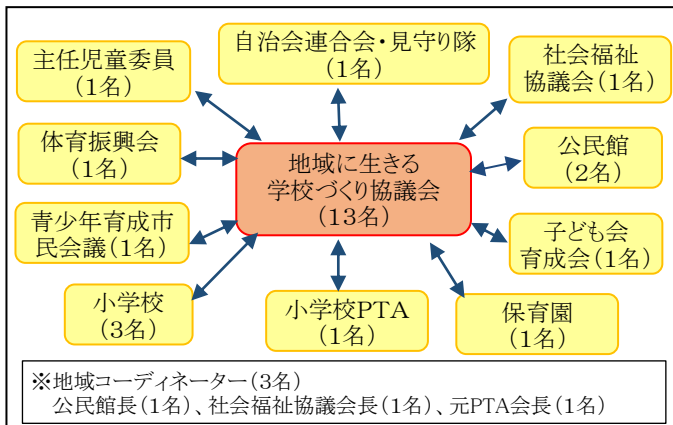 自治会連合会・見守り隊
(1名)
主任児童委員
(1名)
社会福祉
協議会(1名)
体育振興会
(1名)
地域に生きる
学校づくり協議会
(13名)
公民館
(2名)
青少年育成市
民会議(1名)
子ども会
育成会(1名)
小学校
(3名)
小学校PTA
(1名)
保育園
(1名)
※地域コーディネーター(3名)
公民館長(1名)、社会福祉協議会長(1名)、元PTA会長(1名)